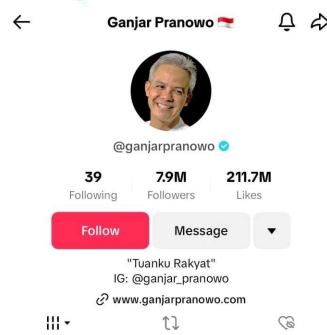 Ganjar Pranowo
@ganjarpranowo
39 7.9M 211.7M
Following Followers Likes
Follow Message
"Tuanku Rakyat"
IG: @ganjar_pranowo
www.ganjarpranowo.com